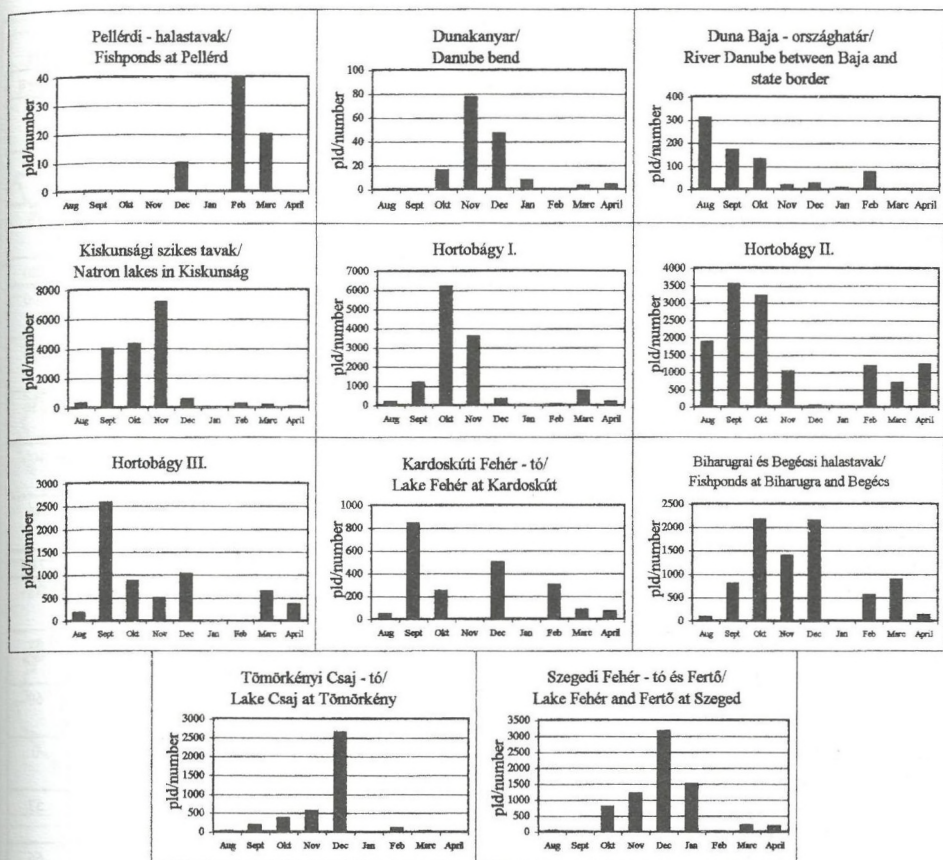 Pellérdi - halastavak/
Fishponds at Pellérd
pld/number
40
30
20
10
0
Aug Sept Okt Nov Dec Jan Feb Marc April
Dunakanyar/
Danube bend
pld/number
100
80
60
40
20
0
Aug Sept Okt Nov Dec Jan Feb Marc April
Duna Baja - országhatár/
River Danube between Baja and
state border
pld/number
400
300
200
100
0
Aug Sept Okt Nov Dec Jan Feb Marc April
Kiskunsági szikes tavak/
Natron lakes in Kiskunság
pld/number
8000
6000
4000
2000
0
Aug Sept Okt Nov Dec Jan Feb Marc April
Hortobágy I.
pld/number
7000
6000
5000
4000
3000
2000
1000
0
Aug Sept Okt Nov Dec Jan Feb Marc April
Hortobágy II.
pld/number
4000
3500
3000
2500
2000
1500
1000
500
0
Aug Sept Okt Nov Dec Jan Feb Marc April
Hortobágy III.
pld/number
3000
2500
2000
1500
1000
500
0
Aug Sept Okt Nov Dec Jan Feb Marc April
Kardoskúti Fehér - tó/
Lake Fehér at Kardoskút
pld/number
1000
800
600
400
200
0
Aug Sept Okt Nov Dec Jan Feb Marc April
Biharugrai és Begécsi halastavak/
Fishponds at Biharugra and Begécs
pld/number
2500
2000
1500
1000
500
0
Aug Sept Okt Nov Dec Jan Feb Marc April
Tömörkényi Csaj - tó/
Lake Csaj at Tömörkény
pld/number
3000
2500
2000
1500
1000
500
0
Aug Sept Okt Nov Dec Jan Feb Marc April
Szegedi Fehér - tó és Fertő/
Lake Fehér and Fertő at Szeged
pld/number
3500
3000
2500
2000
1500
1000
500
0
Aug Sept Okt Nov Dec Jan Feb Marc April